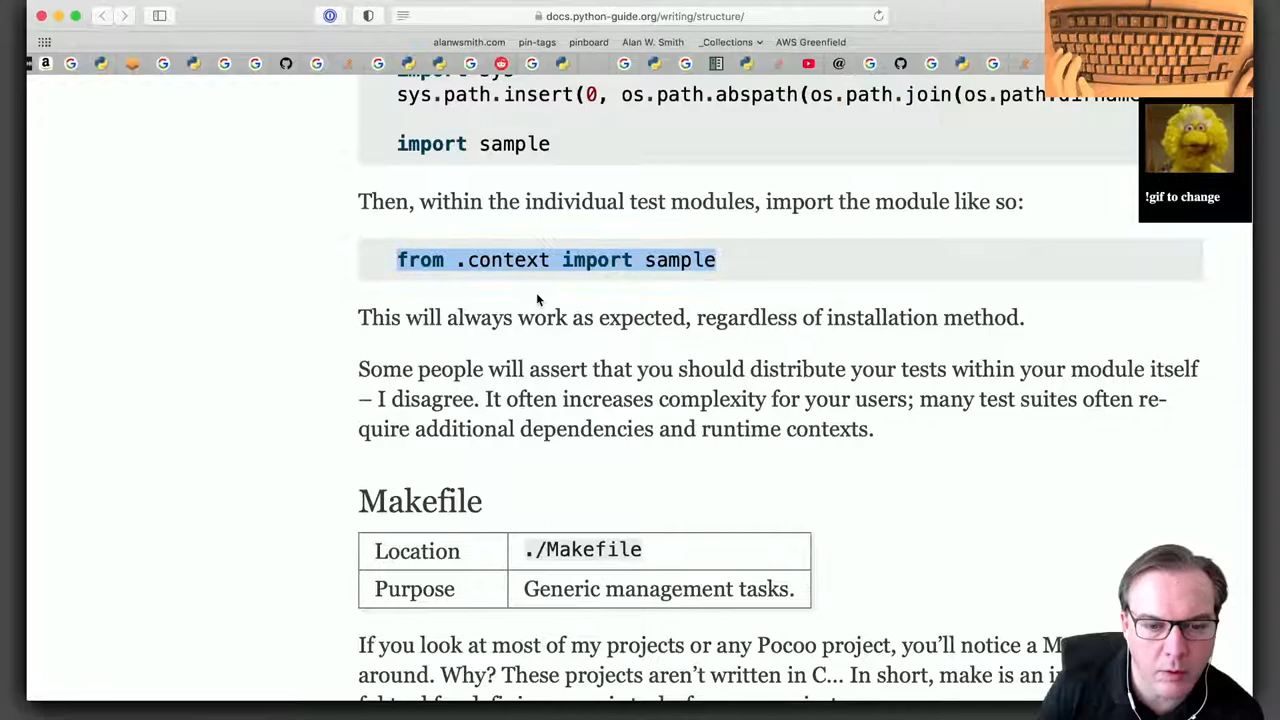 docs.python-guide.org/writing/structure/
alanwsmith.com pin-tags pinboard Alan W. Smith _Collections AWS Greenfield
import sys
sys.path.insert(0, os.path.abspath(os.path.join(os.path.dirname
import sample
!gif to change
Then, within the individual test modules, import the module like so:
from .context import sample
This will always work as expected, regardless of installation method.
Some people will assert that you should distribute your tests within your module itself
– I disagree. It often increases complexity for your users; many test suites often re-
quire additional dependencies and runtime contexts.
Makefile
Location ./Makefile
Purpose Generic management tasks.
If you look at most of my projects or any Pocoo project, you’ll notice a M
around. Why? These projects aren’t written in C... In short, make is an i